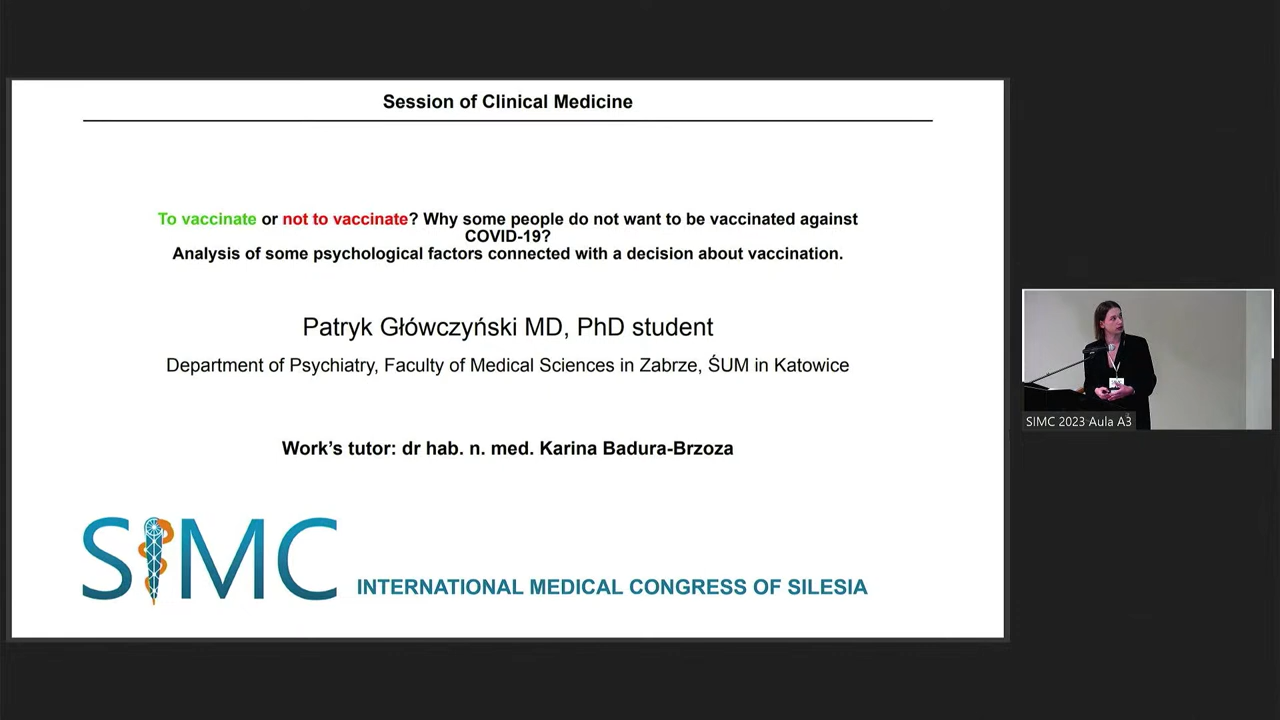 Session of Clinical Medicine
To vaccinate or not to vaccinate? Why some people do not want to be vaccinated against
COVID-19?
Analysis of some psychological factors connected with a decision about vaccination.
Patryk Główczyński MD, PhD student
Department of Psychiatry, Faculty of Medical Sciences in Zabrze, ŚUM in Katowice
Work’s tutor: dr hab. n. med. Karina Badura-Brzoza
SIMC
INTERNATIONAL MEDICAL CONGRESS OF SILESIA
SIMC 2023 Aula A3